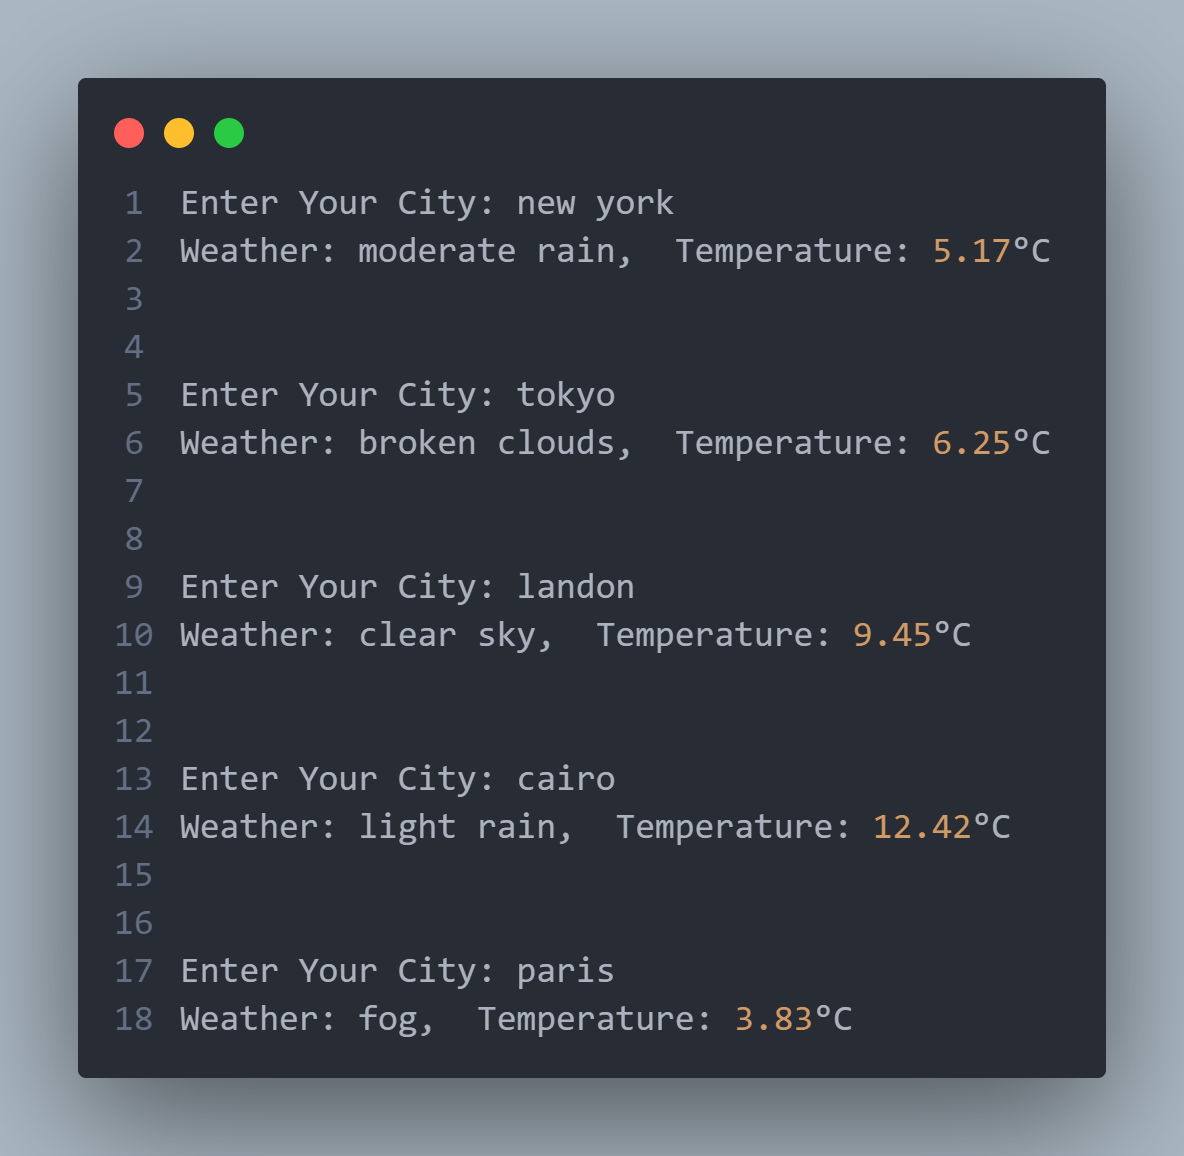 1 Enter Your City: new york
2 Weather: moderate rain,  Temperature: 5.17°C
3
4
5 Enter Your City: tokyo
6 Weather: broken clouds,  Temperature: 6.25°C
7
8
9 Enter Your City: landon
10 Weather: clear sky,  Temperature: 9.45°C
11
12
13 Enter Your City: cairo
14 Weather: light rain,  Temperature: 12.42°C
15
16
17 Enter Your City: paris
18 Weather: fog,  Temperature: 3.83°C